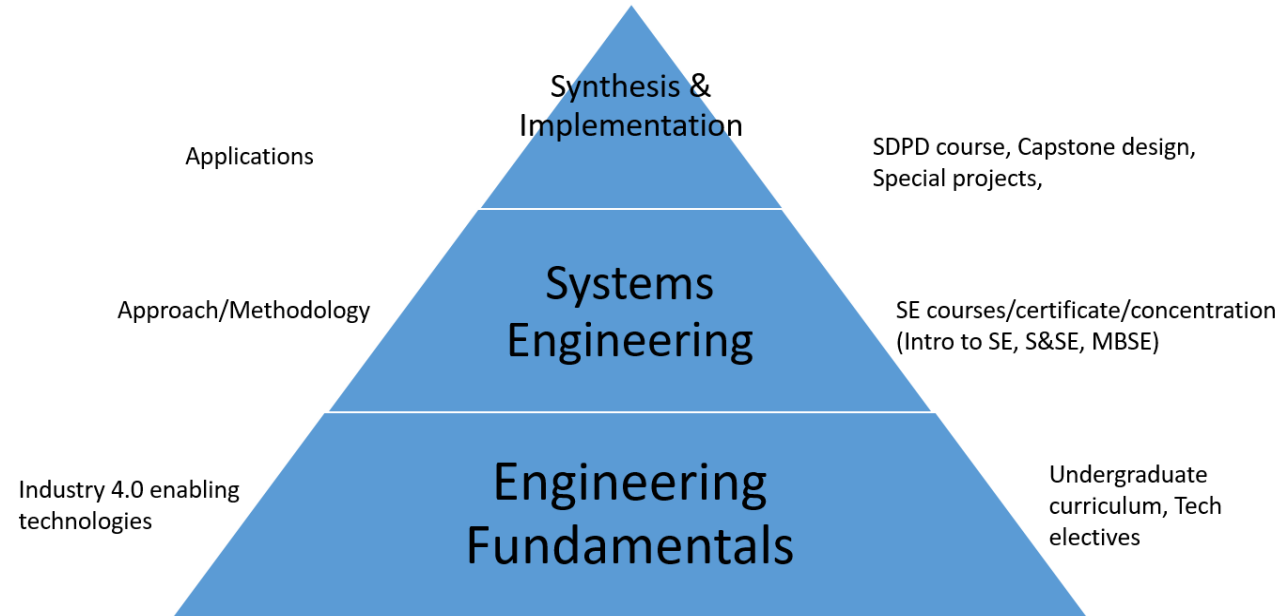 Synthesis &
Implementation
Applications
SDPD course, Capstone design,
Special projects,
Systems
Engineering
Approach/Methodology
SE courses/certificate/concentration
(Intro to SE, S&SE, MBSE)
Engineering
Fundamentals
Industry 4.0 enabling
technologies
Undergraduate
curriculum, Tech
electives